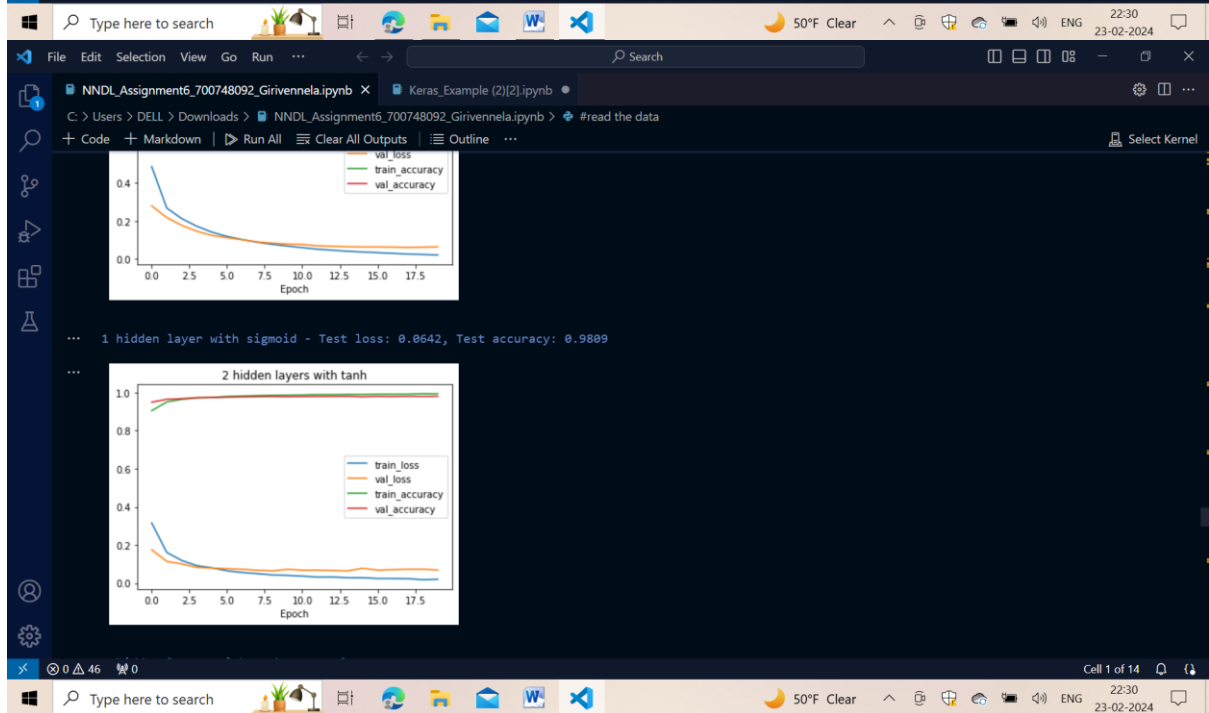 Type here to search
50°F Clear
ENG
22:30
23-02-2024
File Edit Selection View Go Run ···
Search
NNDL_Assignment6_700748092_Girivennela.ipynb
Keras_Example (2)[2].ipynb
C: > Users > DELL > Downloads > NNDL_Assignment6_700748092_Girivennela.ipynb > #read the data
+ Code + Markdown | Run All Clear All Outputs | Outline ···
Select Kernel
1
val_loss
train_accuracy
val_accuracy
0.4
0.2
0.0
0.0 2.5 5.0 7.5 10.0 12.5 15.0 17.5
Epoch
··· 1 hidden layer with sigmoid - Test loss: 0.0642, Test accuracy: 0.9809
···
2 hidden layers with tanh
1.0
0.8
0.6
0.4
0.2
0.0
train_loss
val_loss
train_accuracy
val_accuracy
0.0 2.5 5.0 7.5 10.0 12.5 15.0 17.5
Epoch
0 46 0
Cell 1 of 14
Type here to search
50°F Clear
ENG
22:30
23-02-2024